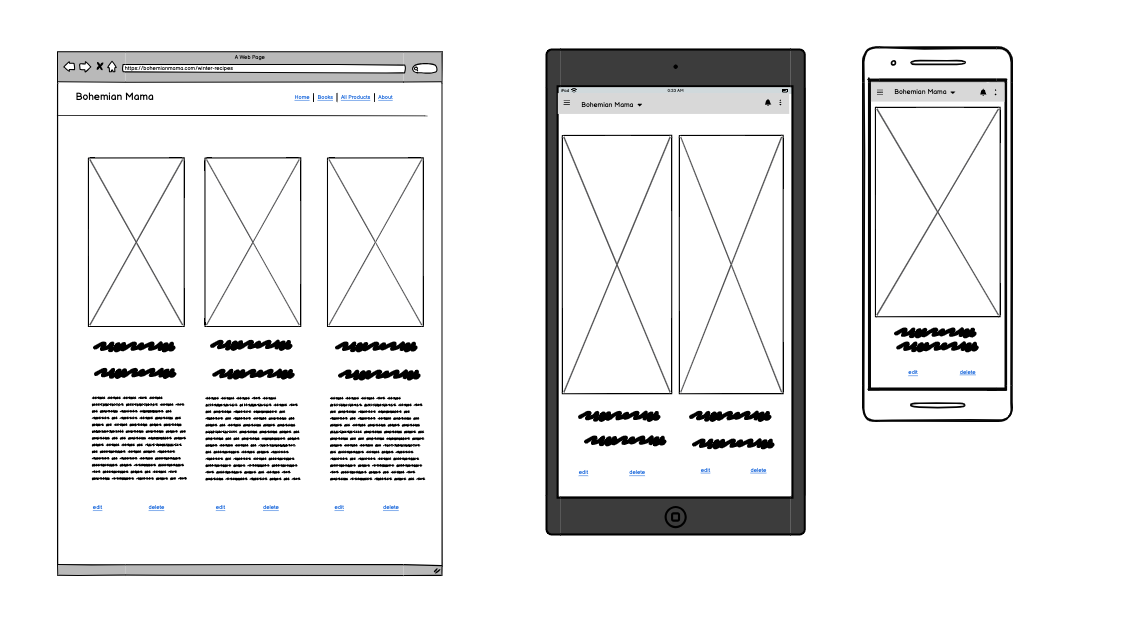 A Web Page
https://bohemianmama.com/winter-recipes
Bohemian Mama
Home | Books | All Products | About
edit delete edit delete edit delete
iPod 9:33 AM
Bohemian Mama
edit delete edit delete
Bohemian Mama
edit delete